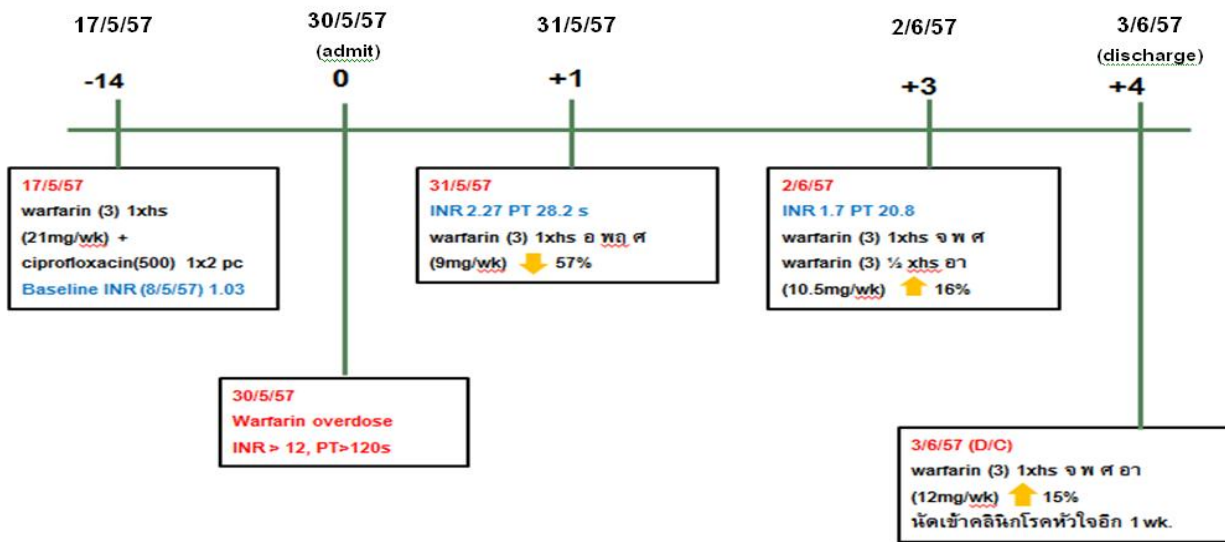 17/5/57
30/5/57
(admit)
31/5/57
2/6/57
3/6/57
(discharge)
-14
0
+1
+3
+4
17/5/57
warfarin (3) 1xhs
(21mg/wk) +
ciprofloxacin(500) 1x2 pc
Baseline INR (8/5/57) 1.03
30/5/57
Warfarin overdose
INR > 12, PT>120s
31/5/57
INR 2.27 PT 28.2 s
warfarin (3) 1xhs อ พฤ ศ
(9mg/wk) 57%
2/6/57
INR 1.7 PT 20.8
warfarin (3) 1xhs จ พ ศ
warfarin (3) ½ xhs อา
(10.5mg/wk) 16%
3/6/57 (D/C)
warfarin (3) 1xhs จ พ ศ อา
(12mg/wk) 15%
นัดเข้าคลินิกโรคหัวใจอีก 1 wk.